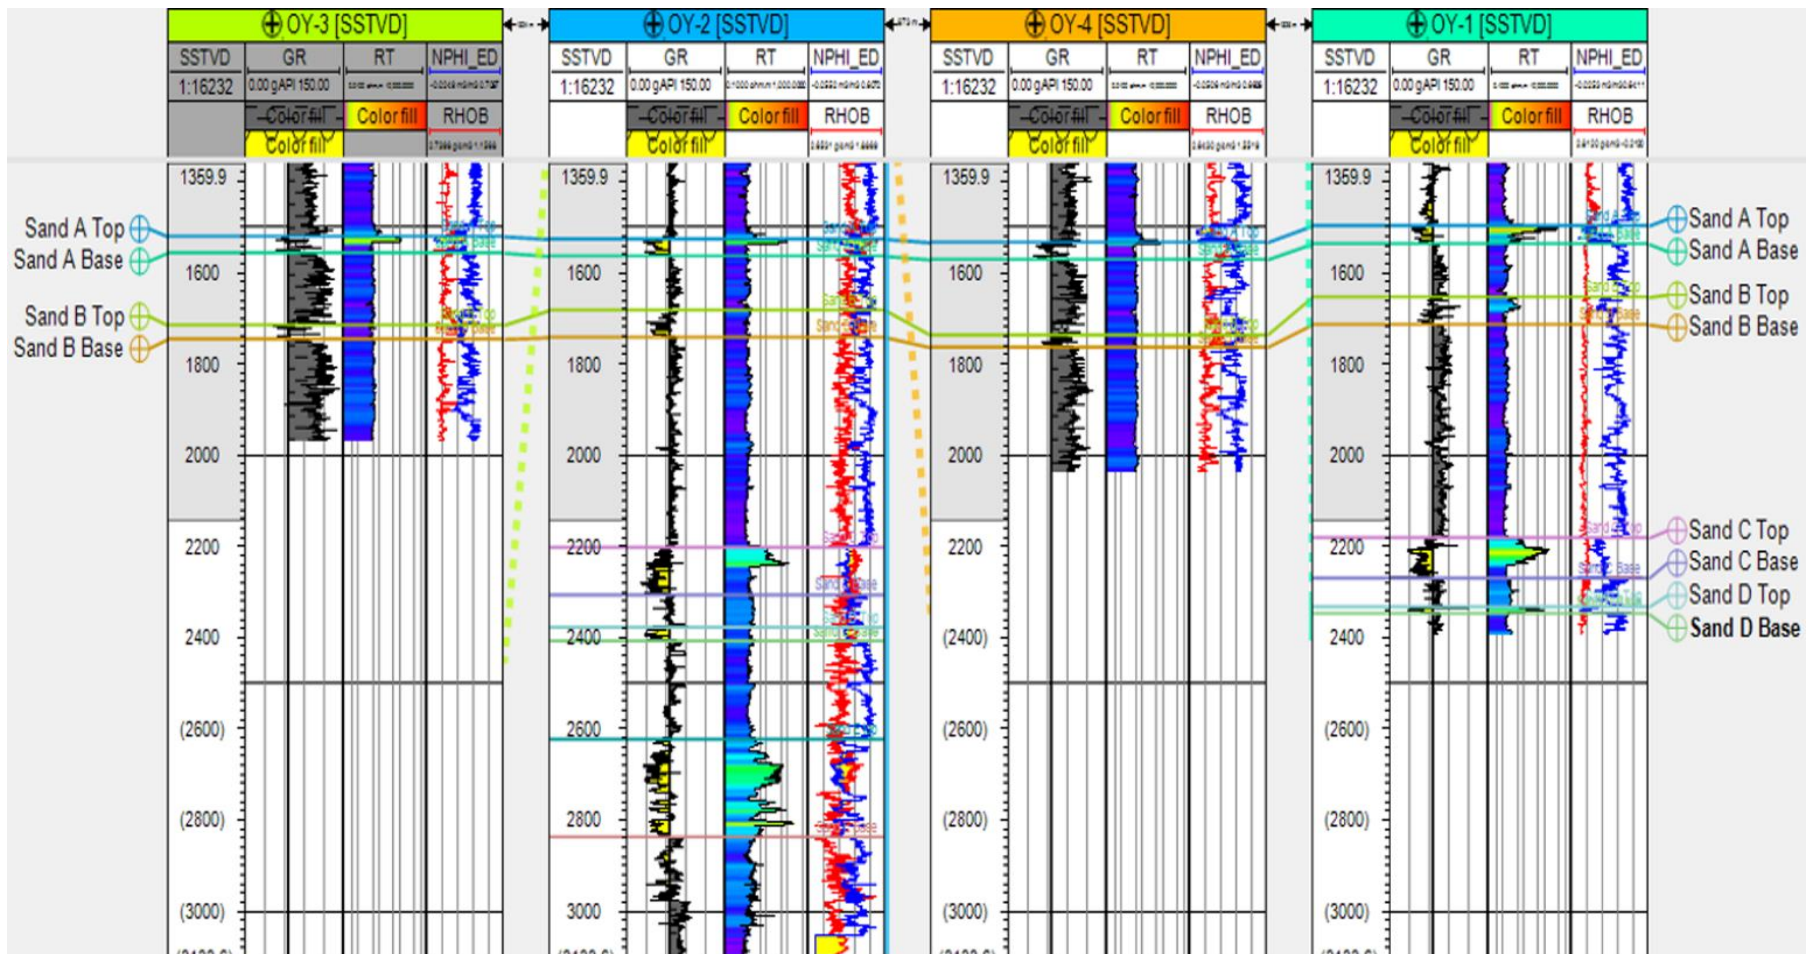 OY-3 [SSTVD]
OY-2 [SSTVD]
OY-4 [SSTVD]
OY-1 [SSTVD]
SSTVD GR RT NPHI_ED
SSTVD GR RT NPHI_ED
SSTVD GR RT NPHI_ED
SSTVD GR RT NPHI_ED
1:16232 0.00 gAPI 150.00
1:16232 0.00 gAPI 150.00
1:16232 0.00 gAPI 150.00
1:16232 0.00 gAPI 150.00
Color fill Color fill RHOB
Color fill Color fill RHOB
Color fill Color fill RHOB
Color fill Color fill RHOB
Color fill
Color fill
Color fill
Color fill
1359.9 1359.9 1359.9 1359.9
Sand A Top Sand A Top
Sand A Base Sand A Base
1600 1600 1600 1600
Sand B Top Sand B Top
Sand B Base Sand B Base
1800 1800 1800 1800
2000 2000 2000 2000
Sand C Top
2200 2200 2200 2200
Sand C Base
Sand D Top
Sand D Base
2400 2400 (2400) 2400
(2600) 2600 (2600) (2600)
(2800) 2800 (2800) (2800)
(3000) 3000 (3000) (3000)